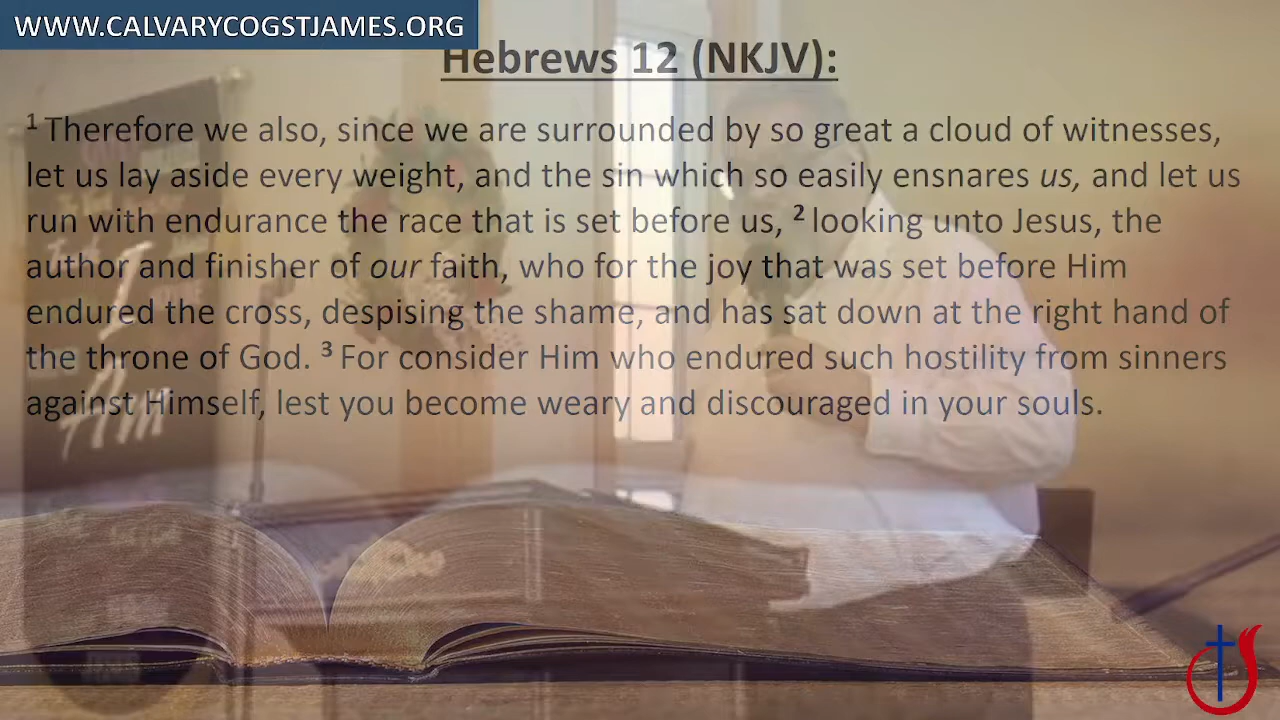 WWW.CALVARYCOGSTJAMES.ORG
Hebrews 12 (NKJV):
1 Therefore we also, since we are surrounded by so great a cloud of witnesses,
let us lay aside every weight, and the sin which so easily ensnares us, and let us
run with endurance the race that is set before us, 2 looking unto Jesus, the
author and finisher of our faith, who for the joy that was set before Him
endured the cross, despising the shame, and has sat down at the right hand of
the throne of God. 3 For consider Him who endured such hostility from sinners
against Himself, lest you become weary and discouraged in your souls.